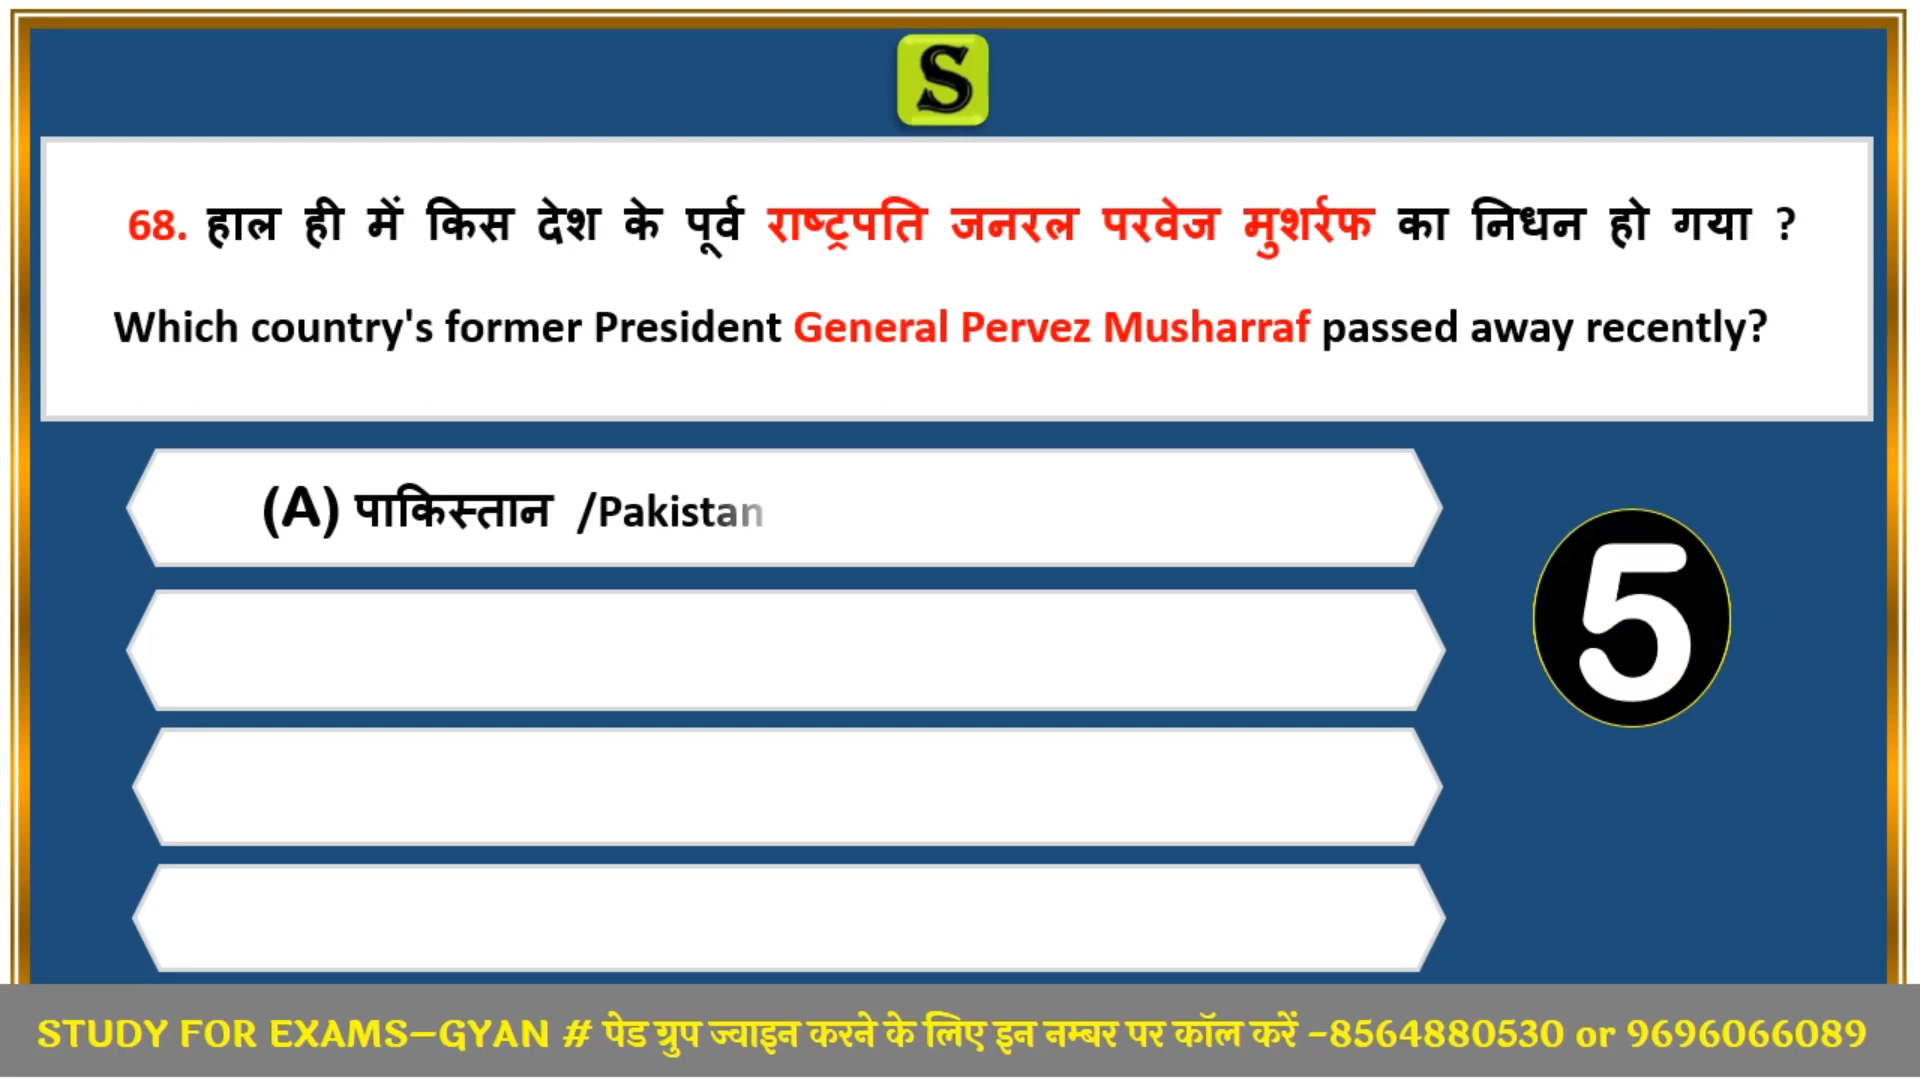 S
68. हाल ही में किस देश के पूर्व राष्ट्रपति जनरल परवेज मुशर्रफ का निधन हो गया ?
Which country's former President General Pervez Musharraf passed away recently?
(A) पाकिस्तान /Pakistan
5
STUDY FOR EXAMS-GYAN # पेड ग्रुप ज्वाइन करने के लिए इन नम्बर पर कॉल करें -8564880530 or 9696066089